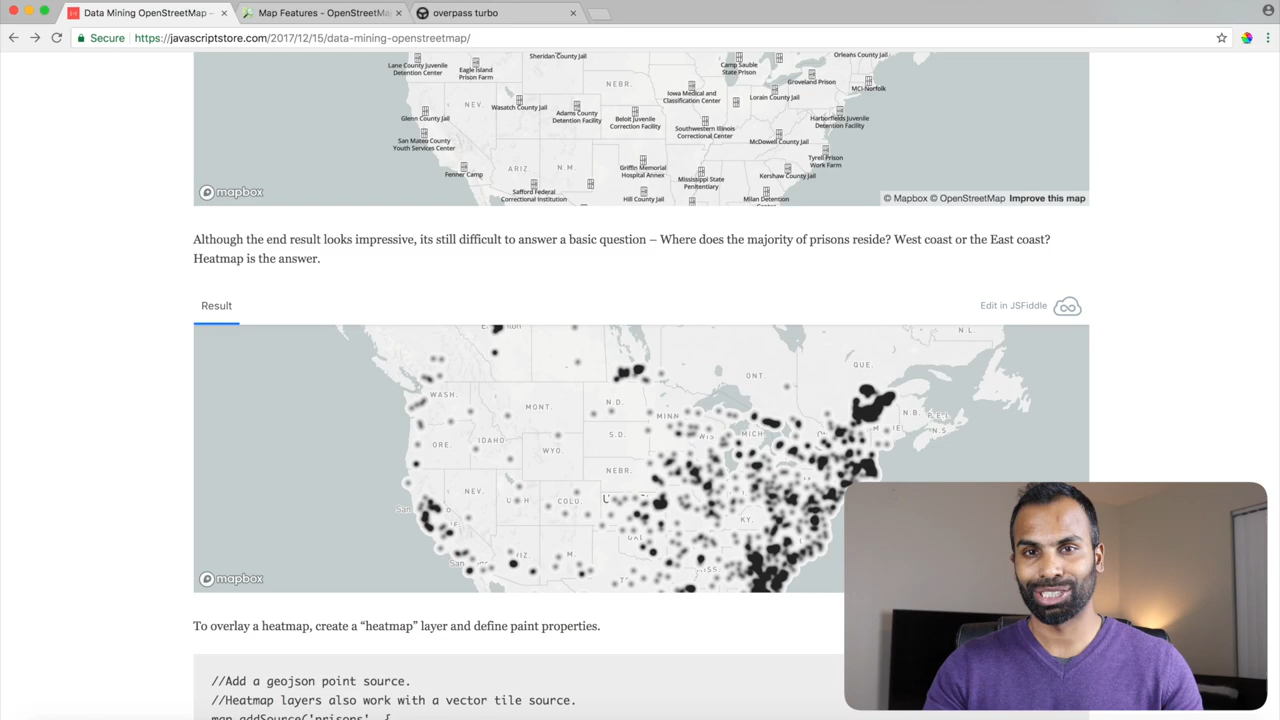 Data Mining OpenStreetMap –
Map Features - OpenStreetMa
overpass turbo
Secure
https://javascriptstore.com/2017/12/15/data-mining-openstreetmap/
Sheridan County Jail
Orleans County Jail
Lane County Juvenile
Detention Center
Eagle Island
Prison Farm
Camp Sauble
State Prison
Groveland Prison
NEBR.
Iowa Medical and
Classification Center
Lorain County Jail
MCI-Norfolk
NEV.
Wasatch County Jail
Adams County
Detention Facility
Beloit Juvenile
Correction Facility
Glenn County Jail
Harborfields Juvenile
Detention Facility
Southwestern Illinois
Correctional Center
San Mateo County
Youth Services Center
McDowell County Jail
Tyrell Prison
Work Farm
Fenner Camp
ARIZ.
N.M.
Griffin Memorial
Hospital Annex
Mississippi State
Penitentiary
Kershaw County Jail
Safford Federal
Correctional Institution
Hill County Jail
Milan Detention
mapbox
© Mapbox © OpenStreetMap Improve this map
Although the end result looks impressive, its still difficult to answer a basic question – Where does the majority of prisons reside? West coast or the East coast?
Heatmap is the answer.
Result
Edit in JSFiddle
N.L
QUE.
ONT.
WASH.
MONT.
N.D.
MINN
N.B.
P.E.I.
N.S.
ORE.
IDAHO
S.D.
WIS
MICH
WYO.
NEBR.
NEV.
COLO.
KY.
mapbox
To overlay a heatmap, create a “heatmap” layer and define paint properties.
//Add a geojson point source.
//Heatmap layers also work with a vector tile source.
map.addSource('prisons', {